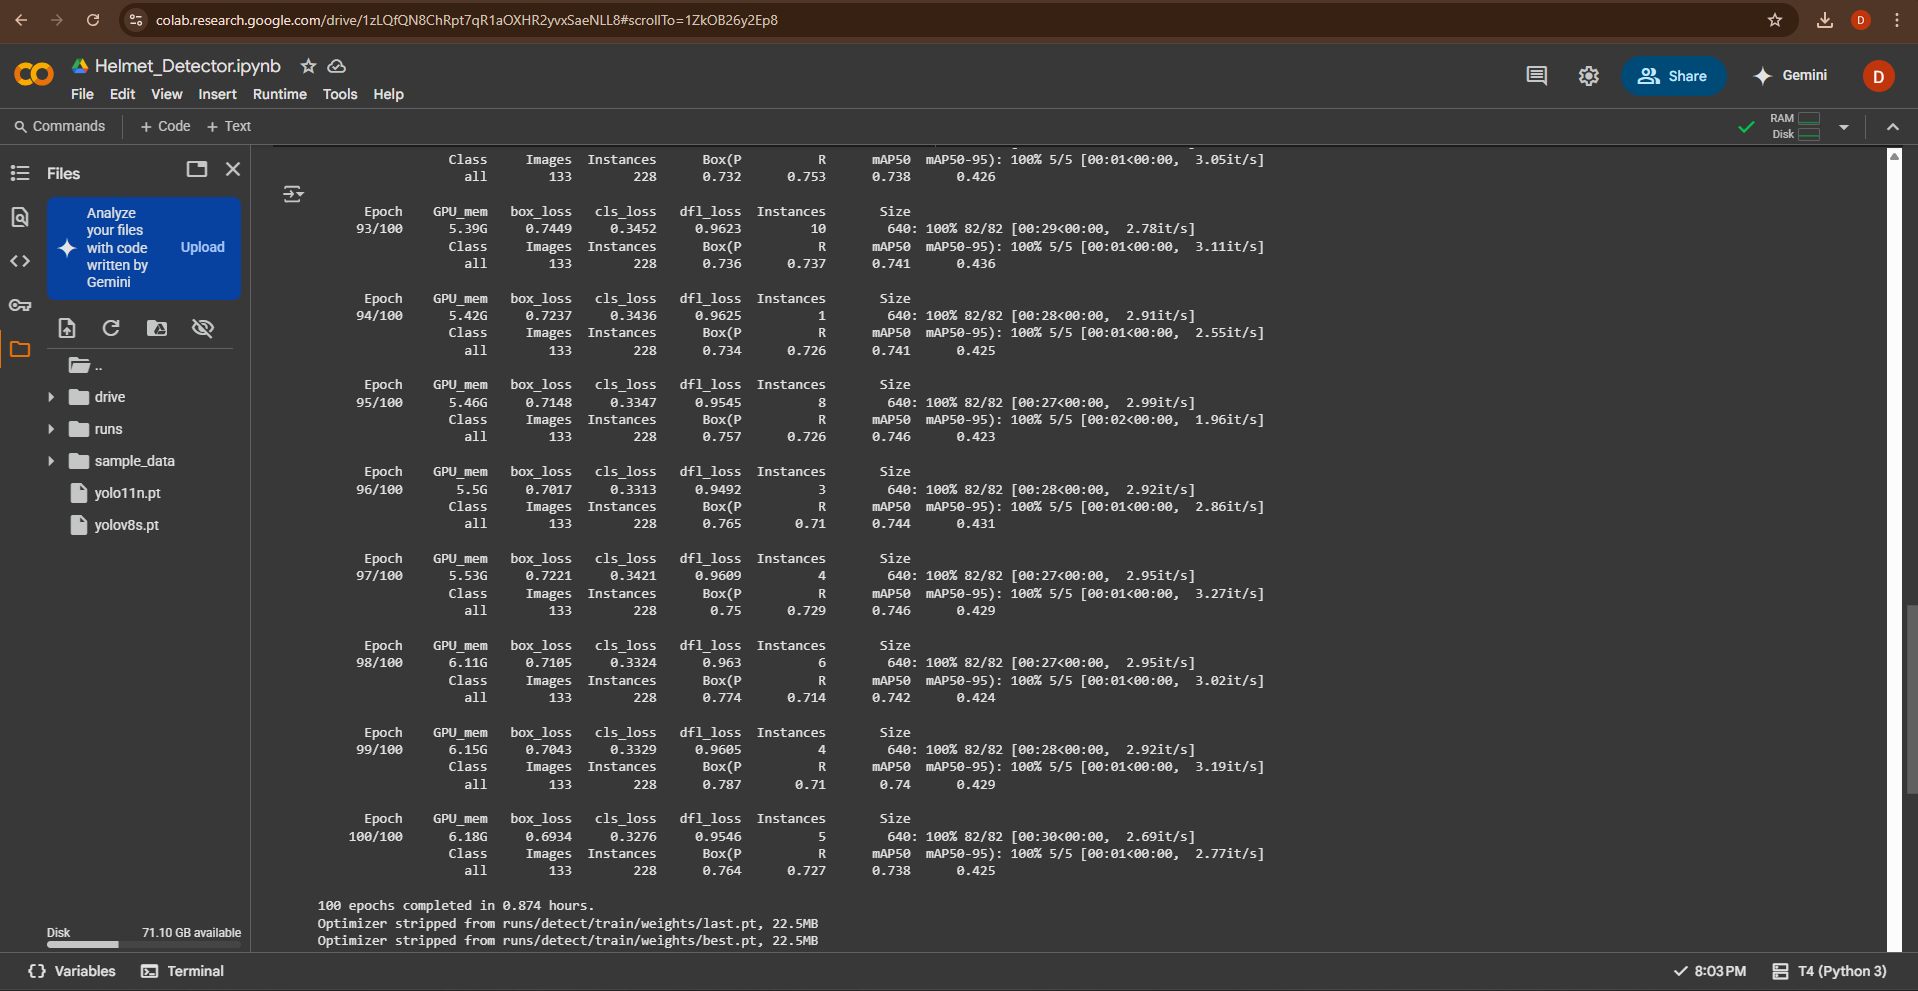 colab.research.google.com/drive/1zLQfQN8ChRpt7qR1aOXHR2yvxSaeNLL8#scrollTo=1ZkOB26y2Ep8
D
CO Helmet_Detector.ipynb
File Edit View Insert Runtime Tools Help
Share Gemini D
Commands + Code + Text
RAM
Disk
Files
Analyze
your files
with code
written by
Gemini
Upload
..
drive
runs
sample_data
yolo11n.pt
yolov8s.pt
Disk 71.10 GB available
Class Images Instances Box(P R mAP50 mAP50-95): 100% 5/5 [00:01<00:00, 3.05it/s]
all 133 228 0.732 0.753 0.738 0.426
Epoch GPU_mem box_loss cls_loss dfl_loss Instances Size
93/100 5.39G 0.7449 0.3452 0.9623 10 640: 100% 82/82 [00:29<00:00, 2.78it/s]
Class Images Instances Box(P R mAP50 mAP50-95): 100% 5/5 [00:01<00:00, 3.11it/s]
all 133 228 0.736 0.737 0.741 0.436
Epoch GPU_mem box_loss cls_loss dfl_loss Instances Size
94/100 5.42G 0.7237 0.3436 0.9625 1 640: 100% 82/82 [00:28<00:00, 2.91it/s]
Class Images Instances Box(P R mAP50 mAP50-95): 100% 5/5 [00:01<00:00, 2.55it/s]
all 133 228 0.734 0.726 0.741 0.425
Epoch GPU_mem box_loss cls_loss dfl_loss Instances Size
95/100 5.46G 0.7148 0.3347 0.9545 8 640: 100% 82/82 [00:27<00:00, 2.99it/s]
Class Images Instances Box(P R mAP50 mAP50-95): 100% 5/5 [00:02<00:00, 1.96it/s]
all 133 228 0.757 0.726 0.746 0.423
Epoch GPU_mem box_loss cls_loss dfl_loss Instances Size
96/100 5.5G 0.7017 0.3313 0.9492 3 640: 100% 82/82 [00:28<00:00, 2.92it/s]
Class Images Instances Box(P R mAP50 mAP50-95): 100% 5/5 [00:01<00:00, 2.86it/s]
all 133 228 0.765 0.71 0.744 0.431
Epoch GPU_mem box_loss cls_loss dfl_loss Instances Size
97/100 5.53G 0.7221 0.3421 0.9609 4 640: 100% 82/82 [00:27<00:00, 2.95it/s]
Class Images Instances Box(P R mAP50 mAP50-95): 100% 5/5 [00:01<00:00, 3.27it/s]
all 133 228 0.75 0.729 0.746 0.429
Epoch GPU_mem box_loss cls_loss dfl_loss Instances Size
98/100 6.11G 0.7105 0.3324 0.963 6 640: 100% 82/82 [00:27<00:00, 2.95it/s]
Class Images Instances Box(P R mAP50 mAP50-95): 100% 5/5 [00:01<00:00, 3.02it/s]
all 133 228 0.774 0.714 0.742 0.424
Epoch GPU_mem box_loss cls_loss dfl_loss Instances Size
99/100 6.15G 0.7043 0.3329 0.9605 4 640: 100% 82/82 [00:28<00:00, 2.92it/s]
Class Images Instances Box(P R mAP50 mAP50-95): 100% 5/5 [00:01<00:00, 3.19it/s]
all 133 228 0.787 0.71 0.74 0.429
Epoch GPU_mem box_loss cls_loss dfl_loss Instances Size
100/100 6.18G 0.6934 0.3276 0.9546 5 640: 100% 82/82 [00:30<00:00, 2.69it/s]
Class Images Instances Box(P R mAP50 mAP50-95): 100% 5/5 [00:01<00:00, 2.77it/s]
all 133 228 0.764 0.727 0.738 0.425
100 epochs completed in 0.874 hours.
Optimizer stripped from runs/detect/train/weights/last.pt, 22.5MB
Optimizer stripped from runs/detect/train/weights/best.pt, 22.5MB
Variables Terminal 8:03 PM T4 (Python 3)